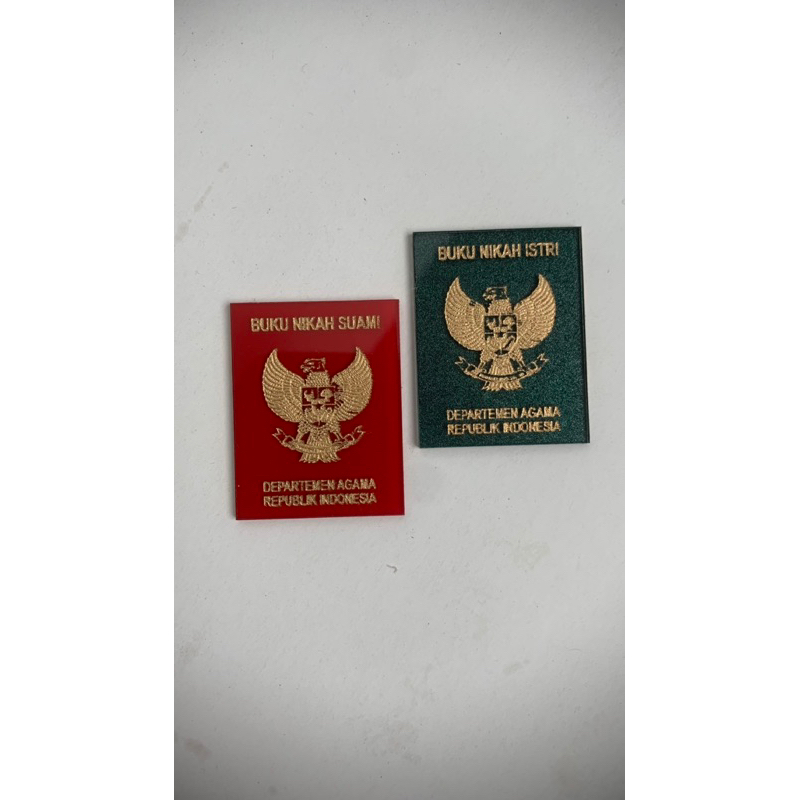 BUKU NIKAH SUAMI
DEPARTEMEN AGAMA
REPUBLIK INDONESIA
BUKU NIKAH ISTRI
DEPARTEMEN AGAMA
REPUBLIK INDONESIA